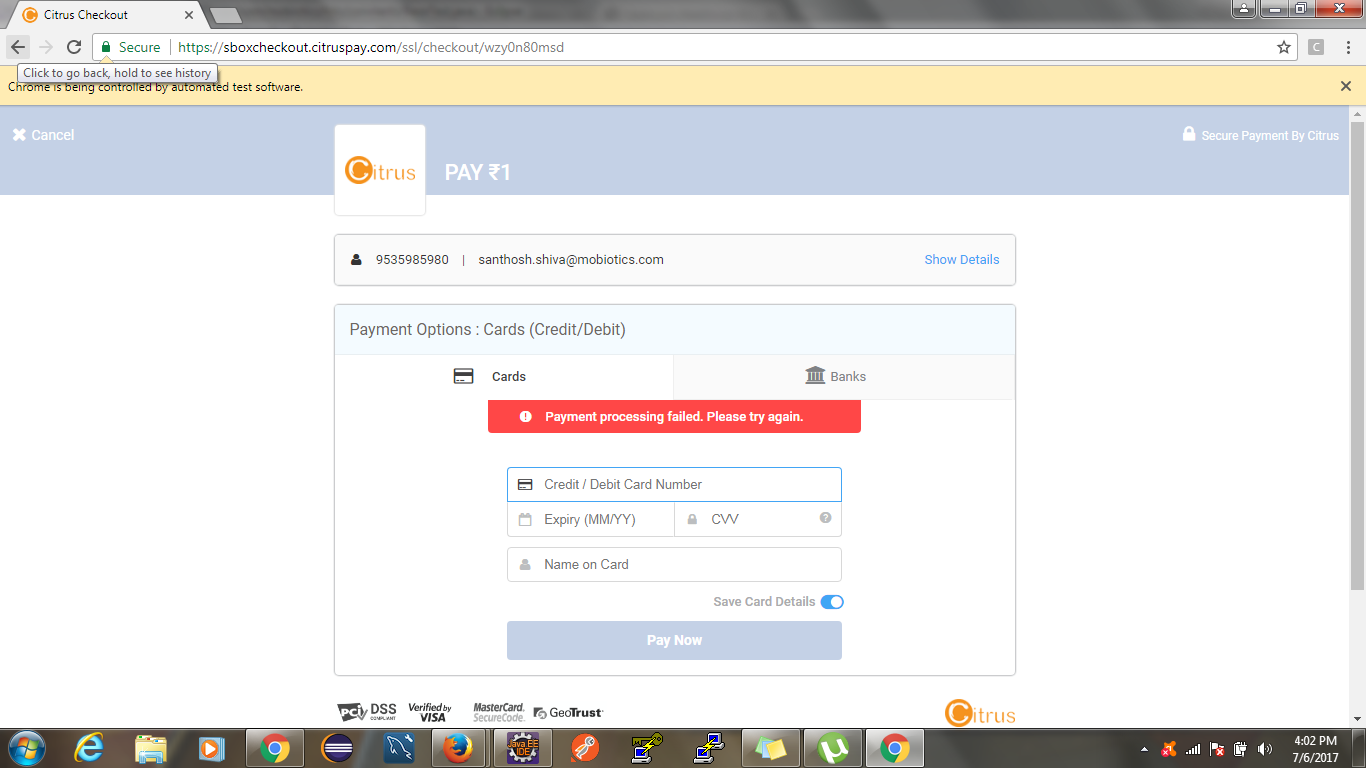 Citrus Checkout
Secure https://sboxcheckout.citruspay.com/ssl/checkout/wzy0n80msd
C
Click to go back, hold to see history
Chrome is being controlled by automated test software.
Cancel
Citrus
PAY ₹1
Secure Payment By Citrus
9535985980 | santhosh.shiva@mobiotics.com
Show Details
Payment Options : Cards (Credit/Debit)
Cards
Banks
Payment processing failed. Please try again.
Credit / Debit Card Number
Expiry (MM/YY)
CVV
Name on Card
Save Card Details
Pay Now
PCI DSS COMPLIANT
Verified by VISA
MasterCard. SecureCode.
GeoTrust
Citrus
Java EE IDE
4:02 PM
7/6/2017